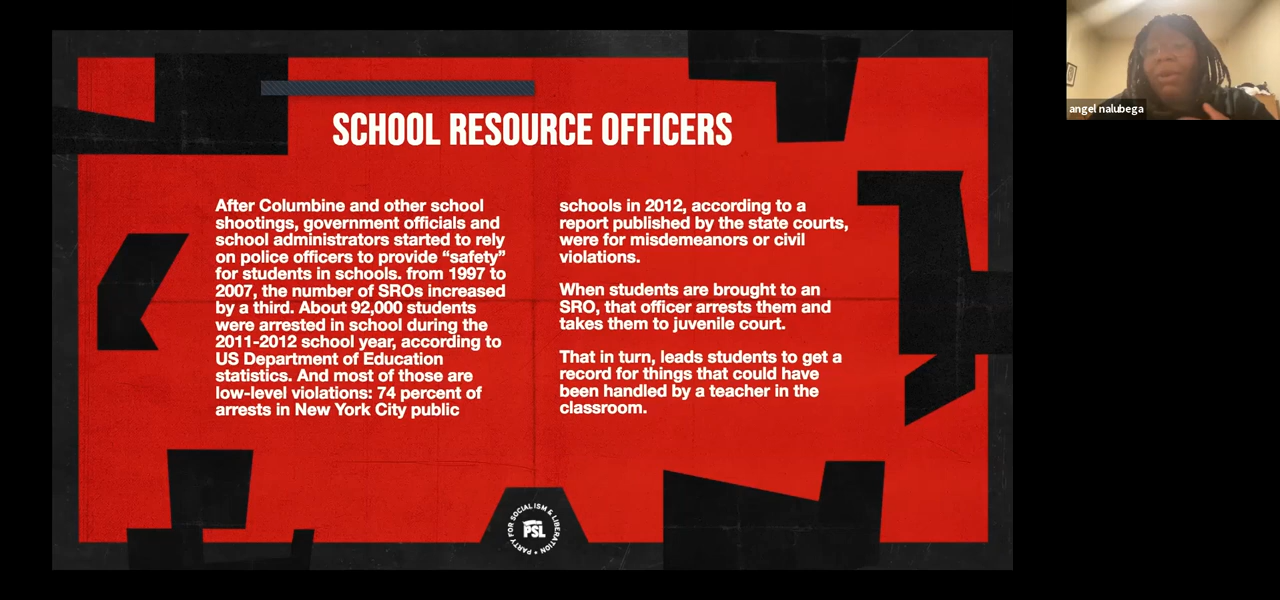 SCHOOL RESOURCE OFFICERS
After Columbine and other school
shootings, government officials and
school administrators started to rely
on police officers to provide “safety”
for students in schools. from 1997 to
2007, the number of SROs increased
by a third. About 92,000 students
were arrested in school during the
2011-2012 school year, according to
US Department of Education
statistics. And most of those are
low-level violations: 74 percent of
arrests in New York City public
schools in 2012, according to a
report published by the state courts,
were for misdemeanors or civil
violations.
When students are brought to an
SRO, that officer arrests them and
takes them to juvenile court.
That in turn, leads students to get a
record for things that could have
been handled by a teacher in the
classroom.
PARTY FOR SOCIALISM & LIBERATION
PSL
angel nalubega